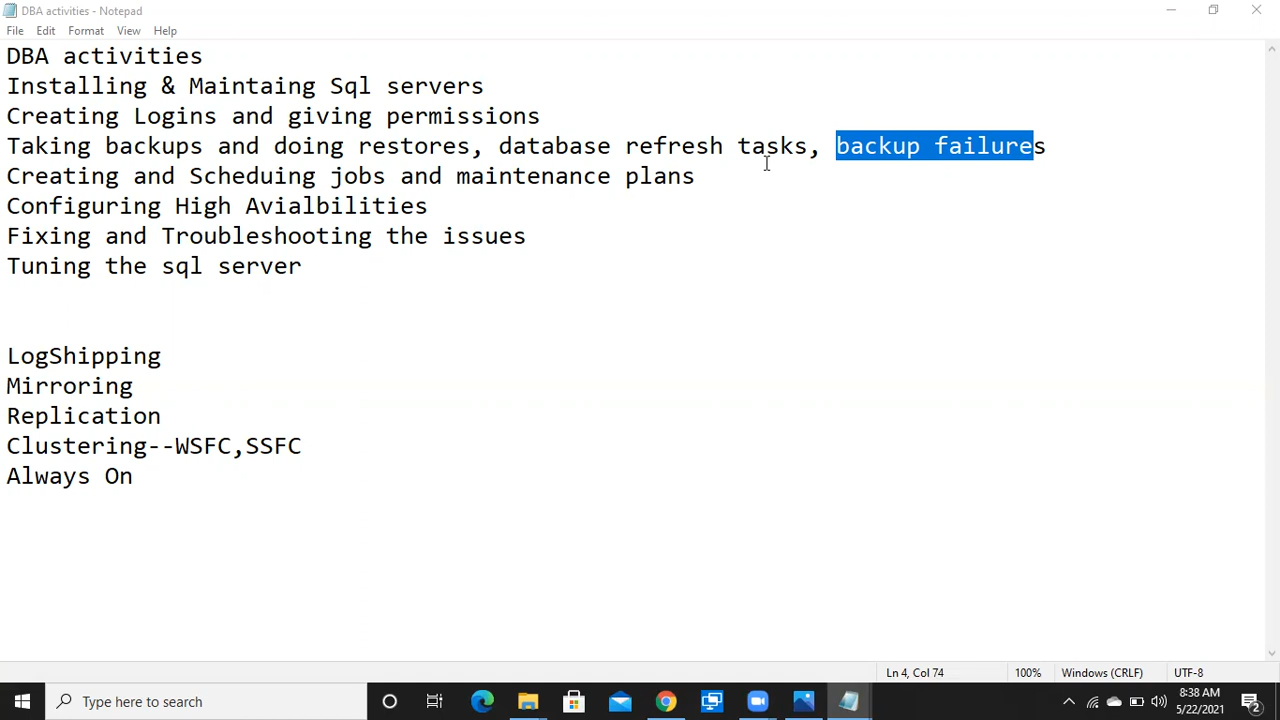 DBA activities - Notepad
File Edit Format View Help
DBA activities
Installing & Maintaing Sql servers
Creating Logins and giving permissions
Taking backups and doing restores, database refresh tasks, backup failures
Creating and Scheduing jobs and maintenance plans
Configuring High Avialbilities
Fixing and Troubleshooting the issues
Tuning the sql server
LogShipping
Mirroring
Replication
Clustering--WSFC,SSFC
Always On
Ln 4, Col 74 100% Windows (CRLF) UTF-8
Type here to search
8:38 AM
5/22/2021
2